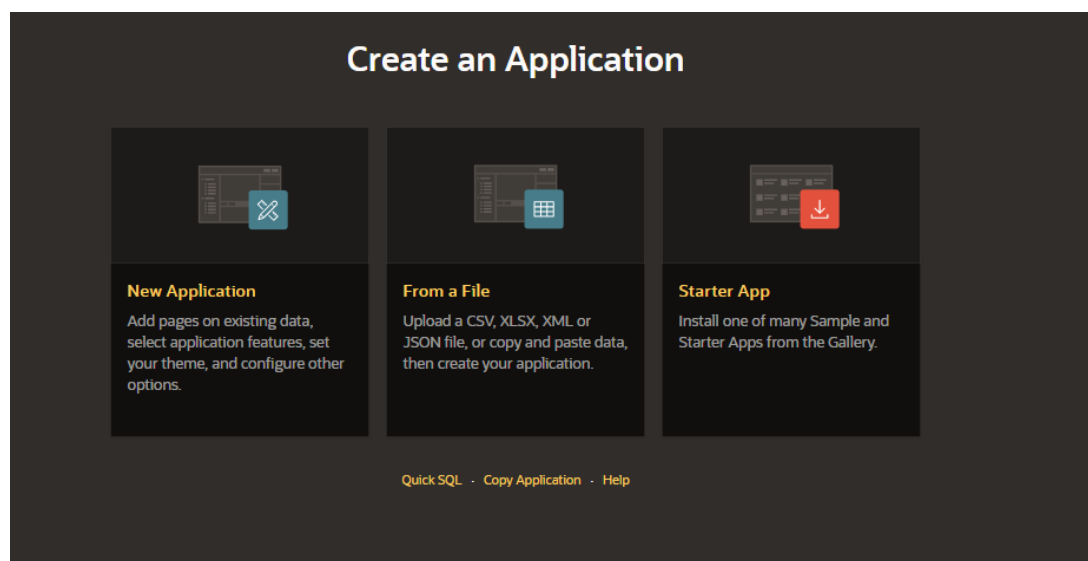 Create an Application
New Application
Add pages on existing data,
select application features, set
your theme, and configure other
options.
From a File
Upload a CSV, XLSX, XML or
JSON file, or copy and paste data,
then create your application.
Starter App
Install one of many Sample and
Starter Apps from the Gallery.
Quick SQL · Copy Application · Help